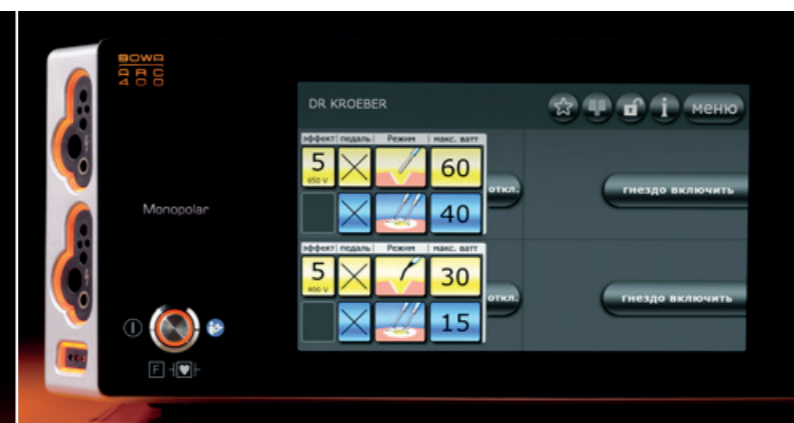 BOWA
ARC
400
DR KROEBER
i
меню
эффект педаль Режим макс. ватт
5
650 V
60
откл.
гнездо включить
40
Monopolar
эффект педаль Режим макс. ватт
5
400 V
30
откл.
гнездо включить
15
F